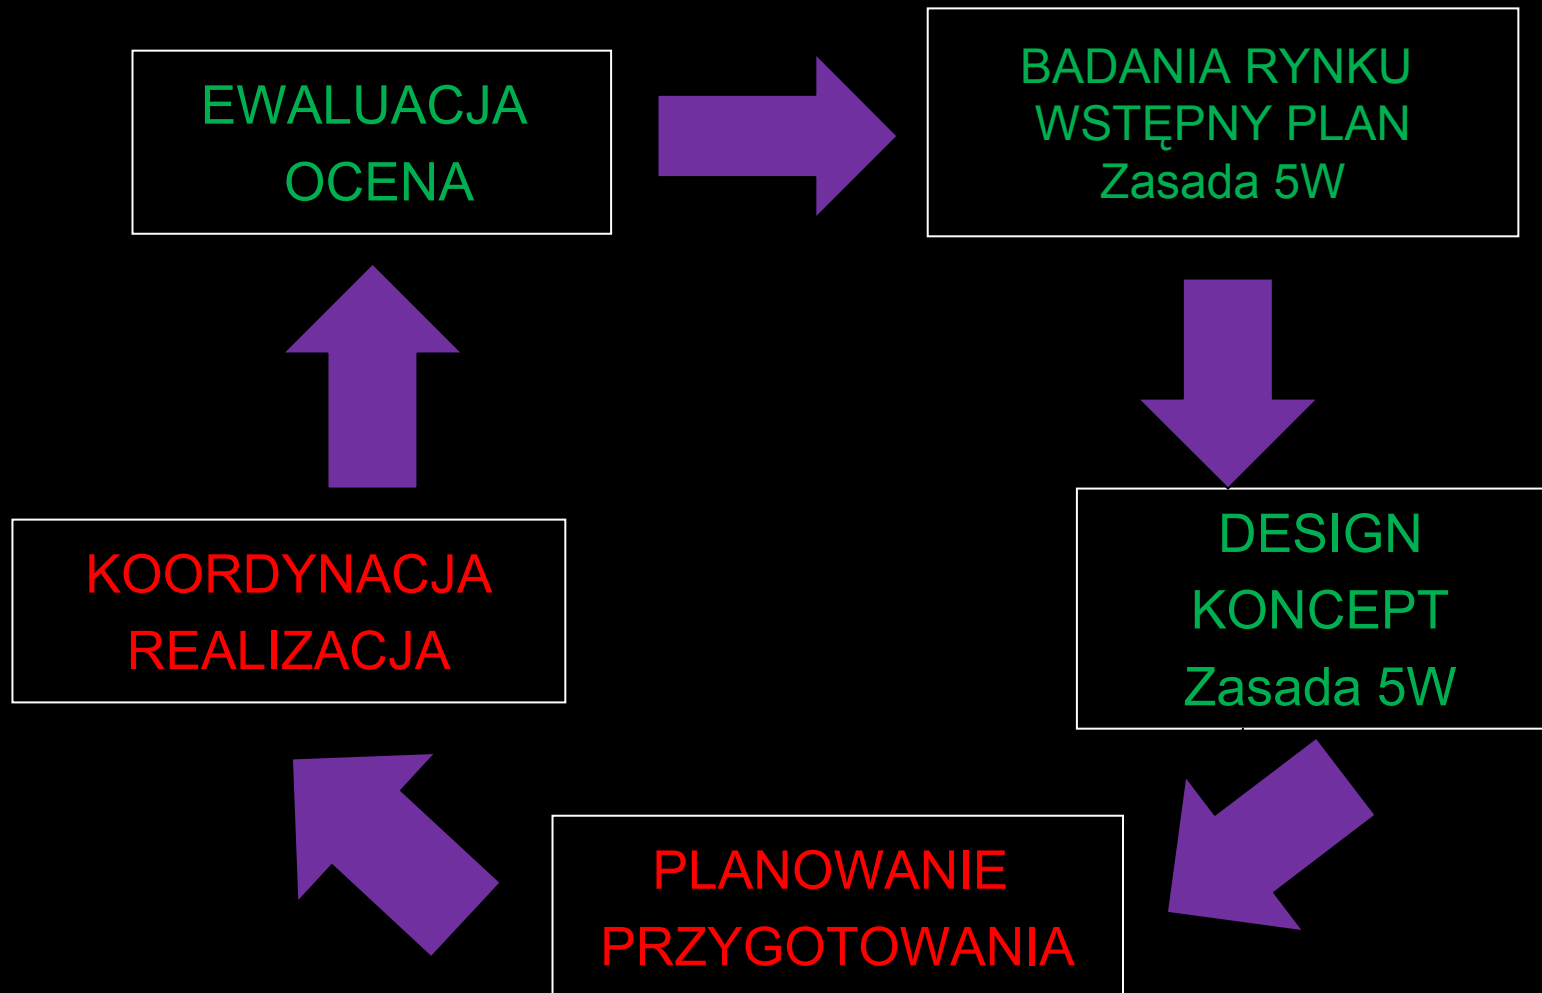 EWALUACJA
OCENA
BADANIA RYNKU
WSTĘPNY PLAN
Zasada 5W
DESIGN
KONCEPT
Zasada 5W
PLANOWANIE
PRZYGOTOWANIA
KOORDYNACJA
REALIZACJA